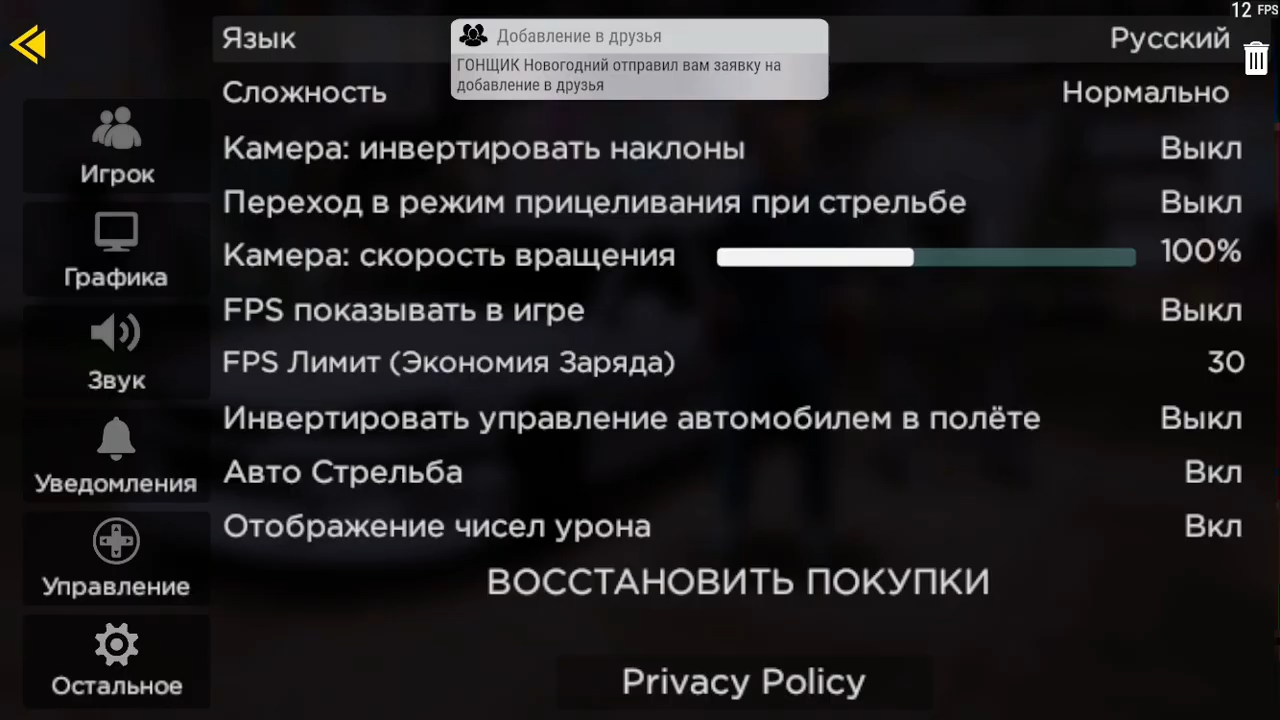 12 FPS
Добавление в друзья
ГОНЩИК Новогодний отправил вам заявку на
добавление в друзья
Язык Русский
Сложность Нормально
Камера: инвертировать наклоны Выкл
Переход в режим прицеливания при стрельбе Выкл
Камера: скорость вращения 100%
FPS показывать в игре Выкл
FPS Лимит (Экономия Заряда) 30
Инвертировать управление автомобилем в полёте Выкл
Авто Стрельба Вкл
Отображение чисел урона Вкл
ВОССТАНОВИТЬ ПОКУПКИ
Privacy Policy
Игрок
Графика
Звук
Уведомления
Управление
Остальное